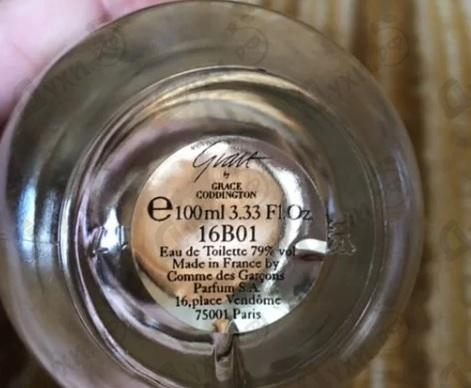 Grace
by
GRACE
CODDINGTON
℮100ml 3.33 Fl.Oz
16B01
Eau de Toilette 79% vol
Made in France by
Comme des Garçons
Parfum S.A.
16,place Vendôme
75001 Paris